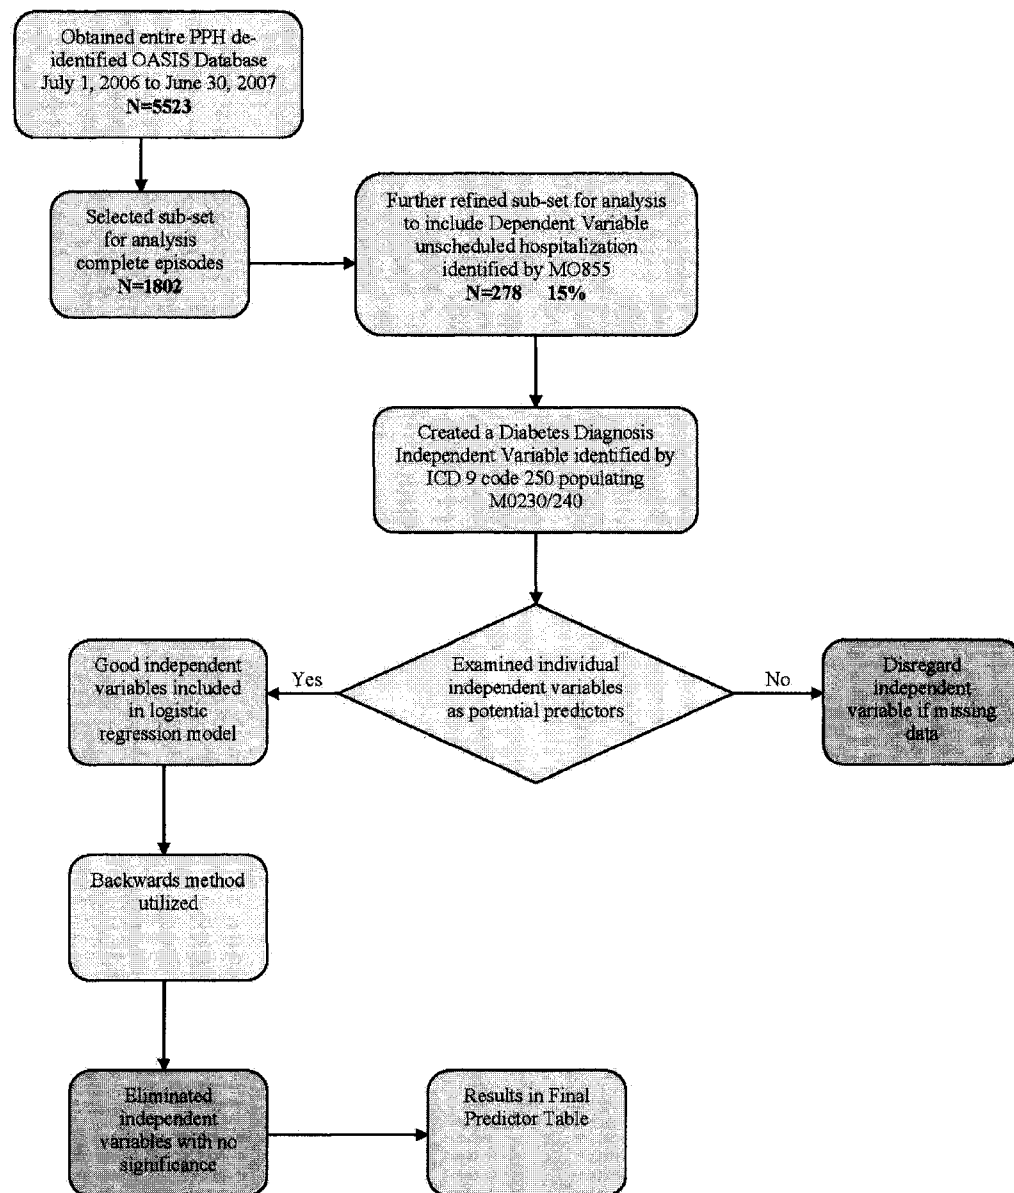 Obtained entire PPH de-
identified OASIS Database
July 1, 2006 to June 30, 2007
N=5523
Selected sub-set
for analysis
complete episodes
N=1802
Further refined sub-set for analysis
to include Dependent Variable
unscheduled hospitalization
identified by MO855
N=278 15%
Created a Diabetes Diagnosis
Independent Variable identified by
ICD 9 code 250 populating
M0230/240
Examined individual
independent variables
as potential predictors
Yes
No
Good independent
variables included
in logistic
regression model
Disregard
independent
variable if missing
data
Backwards method
utilized
Eliminated
independent
variables with no
significance
Results in Final
Predictor Table